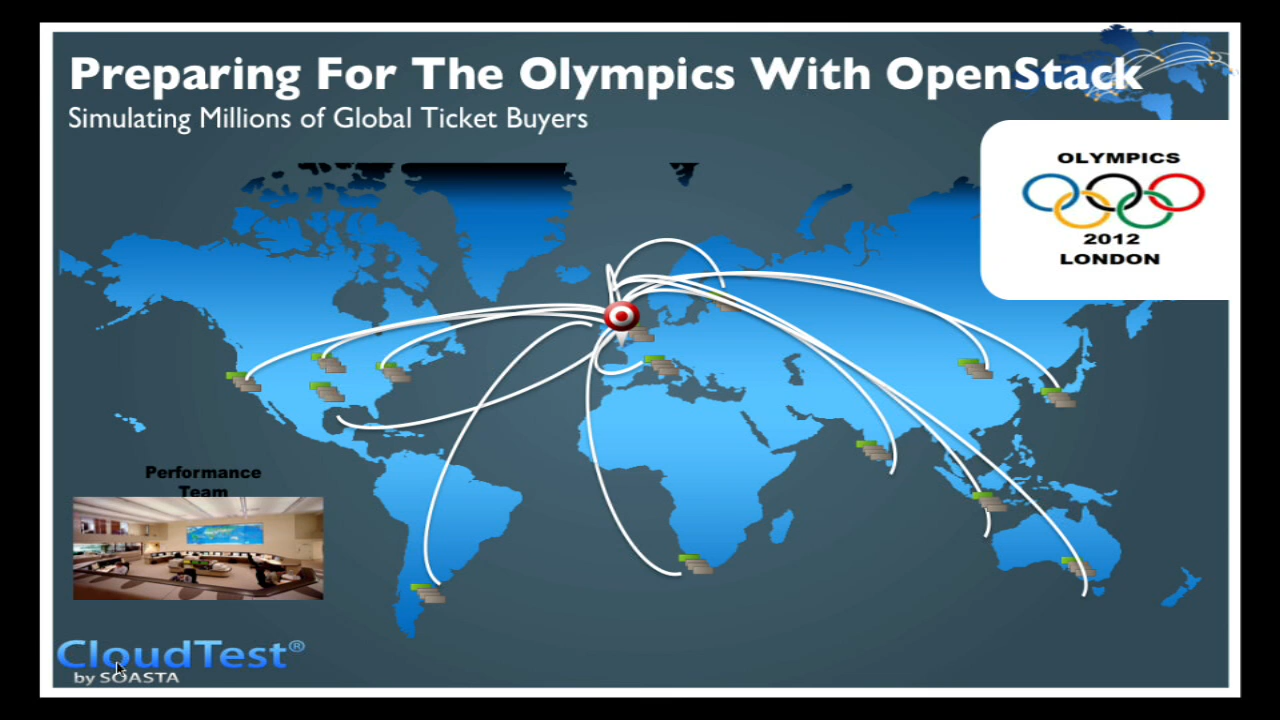 Preparing For The Olympics With OpenStack
Simulating Millions of Global Ticket Buyers
OLYMPICS
2012
LONDON
Performance
Team
CloudTest®
by SOASTA